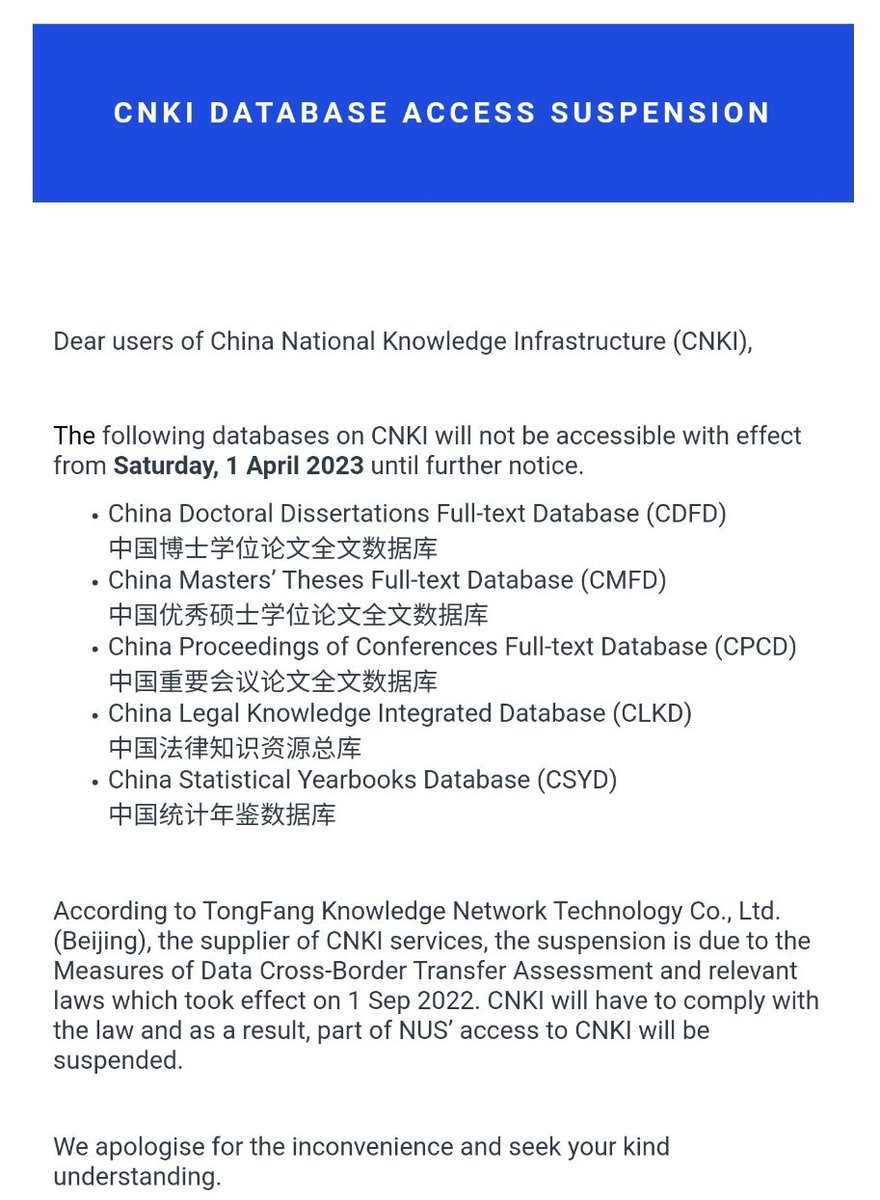 CNKI DATABASE ACCESS SUSPENSION
Dear users of China National Knowledge Infrastructure (CNKI),
The following databases on CNKI will not be accessible with effect
from Saturday, 1 April 2023 until further notice.
• China Doctoral Dissertations Full-text Database (CDFD)
中国博士学位论文全文数据库
• China Masters’ Theses Full-text Database (CMFD)
中国优秀硕士学位论文全文数据库
• China Proceedings of Conferences Full-text Database (CPCD)
中国重要会议论文全文数据库
• China Legal Knowledge Integrated Database (CLKD)
中国法律知识资源总库
• China Statistical Yearbooks Database (CSYD)
中国统计年鉴数据库
According to TongFang Knowledge Network Technology Co., Ltd.
(Beijing), the supplier of CNKI services, the suspension is due to the
Measures of Data Cross-Border Transfer Assessment and relevant
laws which took effect on 1 Sep 2022. CNKI will have to comply with
the law and as a result, part of NUS’ access to CNKI will be
suspended.
We apologise for the inconvenience and seek your kind
understanding.